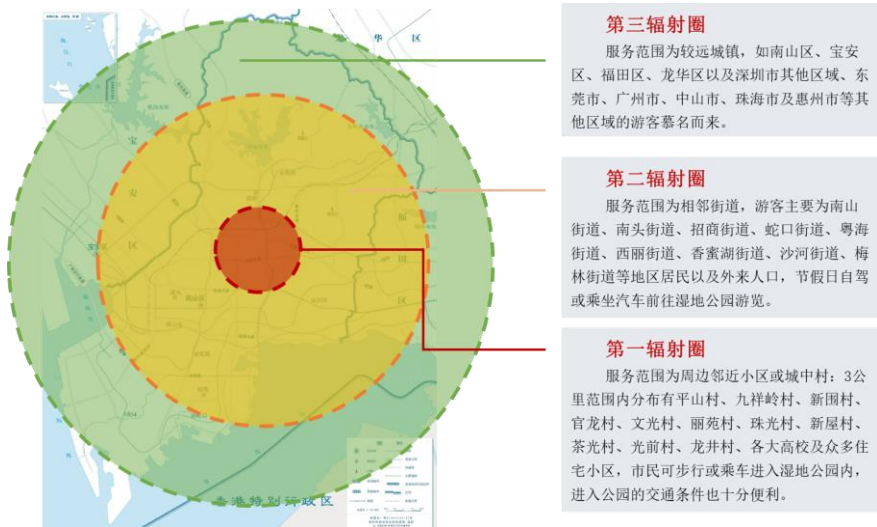 华 区
宝
安
区
福
田
区
香港特别行政区
图 例
第三辐射圈
服务范围为较远城镇，如南山区、宝安
区、福田区、龙华区以及深圳市其他区域、东
莞市、广州市、中山市、珠海市及惠州市等其
他区域的游客慕名而来。
第二辐射圈
服务范围为相邻街道，游客主要为南山
街道、南头街道、招商街道、蛇口街道、粤海
街道、西丽街道、香蜜湖街道、沙河街道、梅
林街道等地区居民以及外来人口，节假日自驾
或乘坐汽车前往湿地公园游览。
第一辐射圈
服务范围为周边邻近小区或城中村：3公
里范围内分布有平山村、九祥岭村、新围村、
官龙村、文光村、丽苑村、珠光村、新屋村、
茶光村、光前村、龙井村、各大高校及众多住
宅小区，市民可步行或乘车进入湿地公园内，
进入公园的交通条件也十分便利。